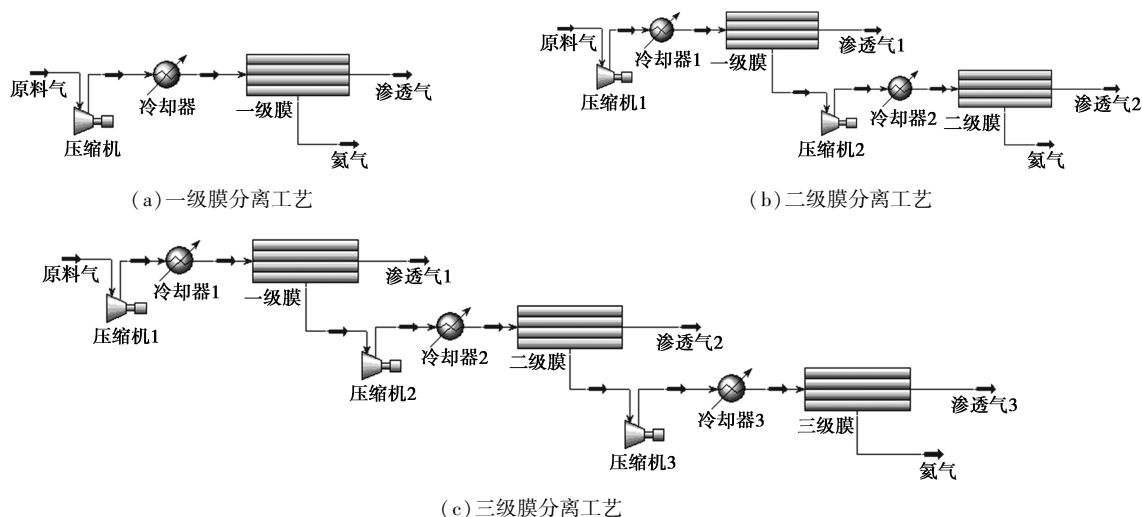 原料气
压缩机
冷却器
一级膜
渗透气
氦气
(a)一级膜分离工艺
原料气
压缩机1
冷却器1
一级膜
渗透气1
压缩机2
冷却器2
二级膜
渗透气2
氦气
(b)二级膜分离工艺
原料气
压缩机1
冷却器1
一级膜
渗透气1
压缩机2
冷却器2
二级膜
渗透气2
压缩机3
冷却器3
三级膜
渗透气3
氦气
(c)三级膜分离工艺